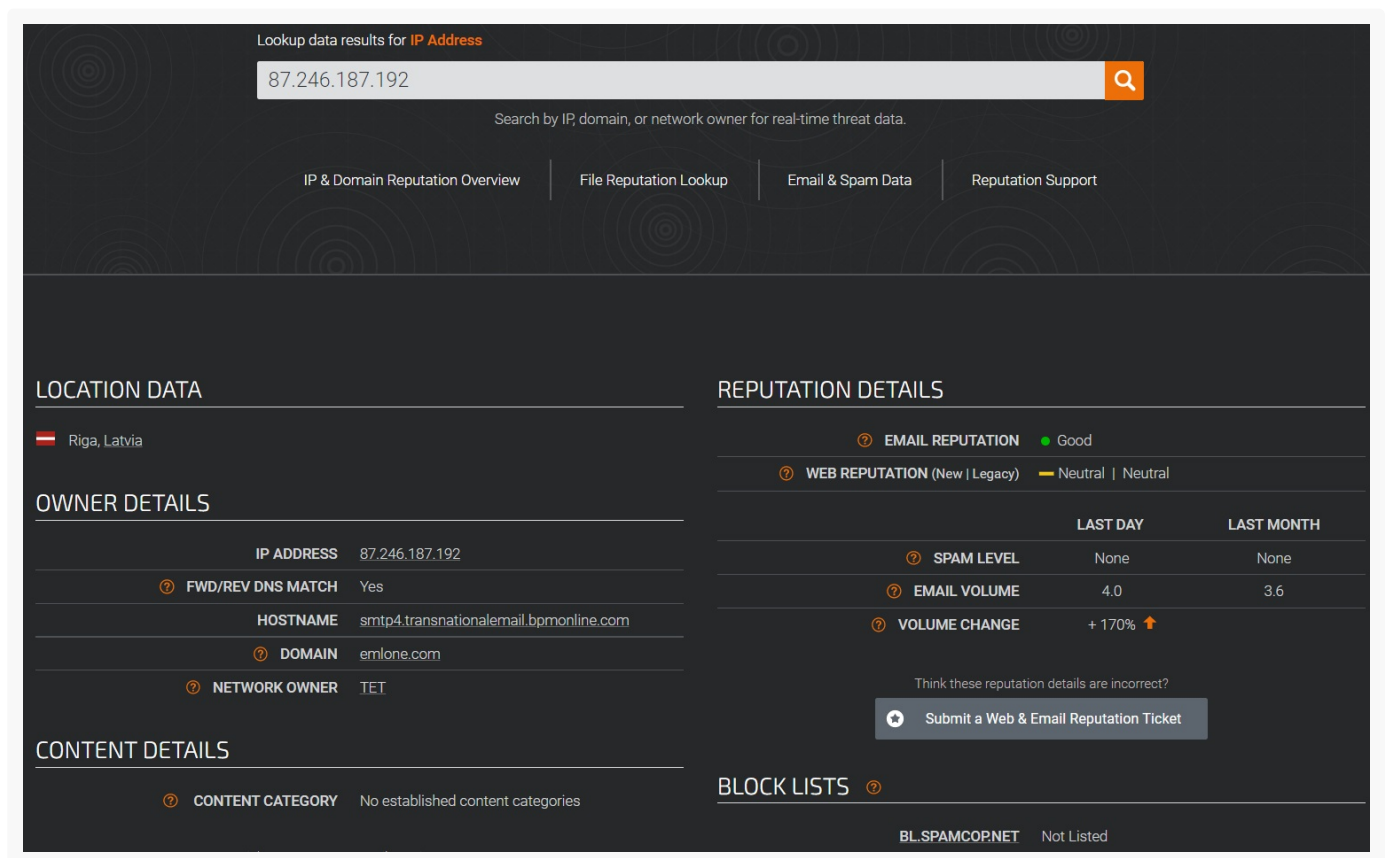 Lookup data results for IP Address
87.246.187.192
Search by IP, domain, or network owner for real-time threat data.
IP & Domain Reputation Overview
File Reputation Lookup
Email & Spam Data
Reputation Support
LOCATION DATA
Riga, Latvia
OWNER DETAILS
IP ADDRESS 87.246.187.192
FWD/REV DNS MATCH Yes
HOSTNAME smtp4.transnationalemail.bpmonline.com
DOMAIN emlone.com
NETWORK OWNER TET
CONTENT DETAILS
CONTENT CATEGORY No established content categories
REPUTATION DETAILS
EMAIL REPUTATION Good
WEB REPUTATION (New | Legacy) Neutral | Neutral
LAST DAY LAST MONTH
SPAM LEVEL None None
EMAIL VOLUME 4.0 3.6
VOLUME CHANGE + 170%
Think these reputation details are incorrect?
Submit a Web & Email Reputation Ticket
BLOCK LISTS
BL.SPAMCOP.NET Not Listed